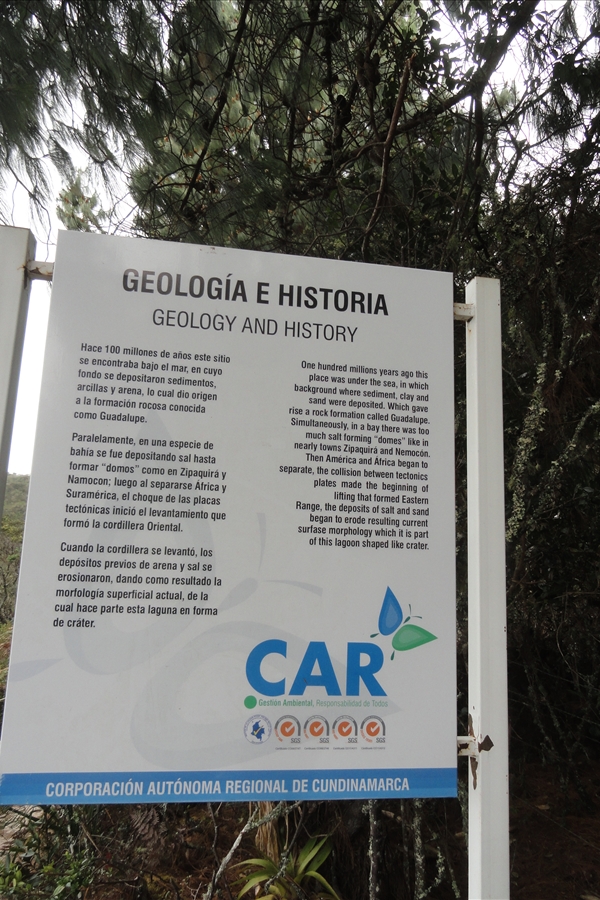 GEOLOGÍA E HISTORIA
GEOLOGY AND HISTORY
Hace 100 millones de años este sitio
se encontraba bajo el mar, en cuyo
fondo se depositaron sedimentos,
arcillas y arena, lo cual dio origen
a la formación rocosa conocida
como Guadalupe.
Paralelamente, en una especie de
bahía se fue depositando sal hasta
formar "domos" como en Zipaquirá y
Namocon; luego al separarse África y
Suramérica, el choque de las placas
tectónicas inició el levantamiento que
formó la cordillera Oriental.
Cuando la cordillera se levantó, los
depósitos previos de arena y sal se
erosionaron, dando como resultado la
morfología superficial actual, de la
cual hace parte esta laguna en forma
de cráter.
One hundred millions years ago this
place was under the sea, in which
background where sediment, clay and
sand were deposited. Which gave
rise a rock formation called Guadalupe.
Simultaneously, in a bay there was too
much salt forming "domes" like in
nearly towns Zipaquirá and Nemocón.
Then América and África began to
separate, the collision between tectonics
plates made the beginning of
lifting that formed Eastern
Range, the deposits of salt and sand
began to erode resulting current
surfase morphology which it is part
of this lagoon shaped like crater.
CAR
Gestión Ambiental, Responsabilidad de Todos
SGS SGS SGS SGS
CORPORACIÓN AUTÓNOMA REGIONAL DE CUNDINAMARCA